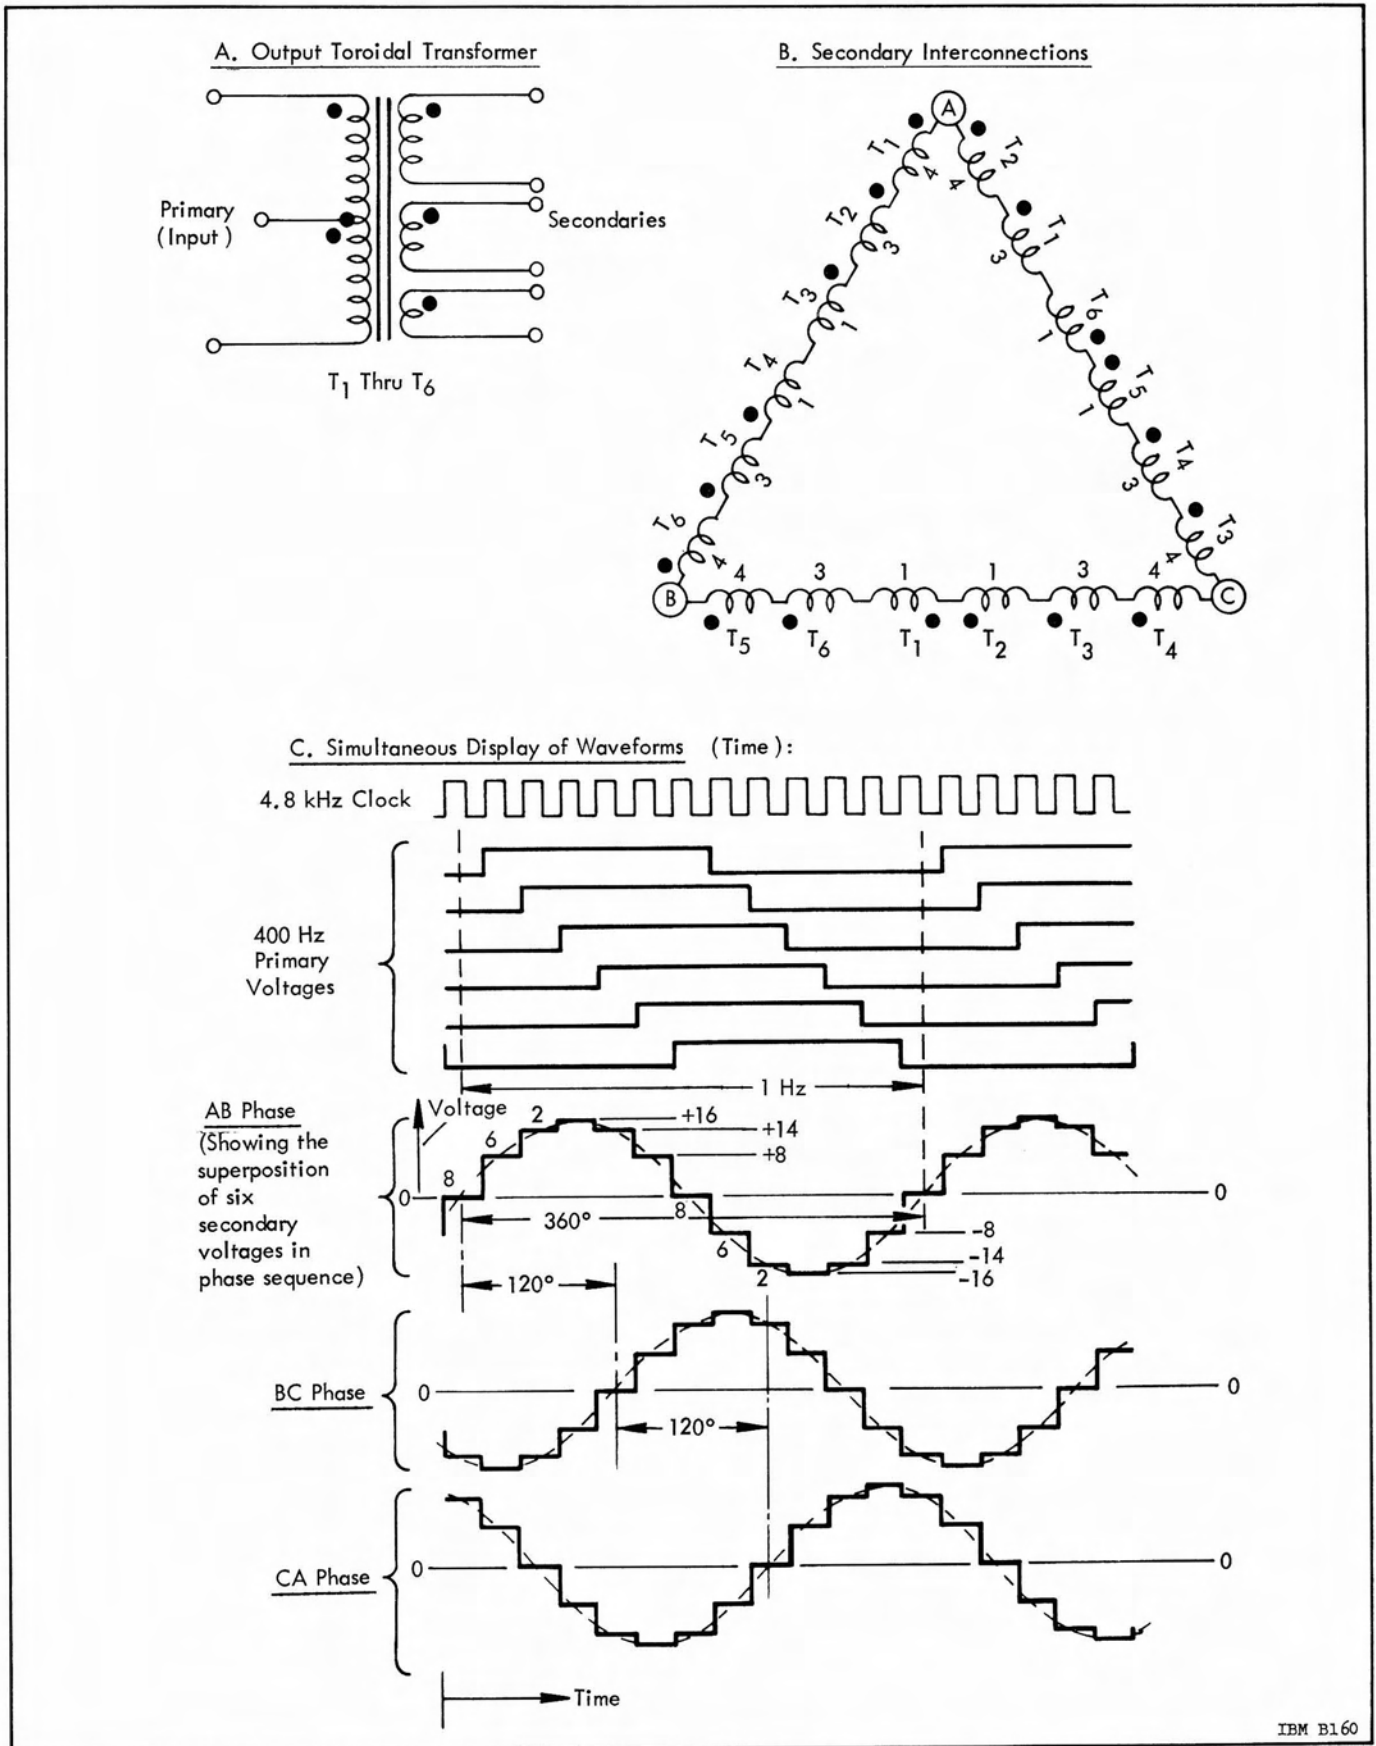 A. Output Toroidal Transformer
Primary
(Input)
Secondaries
T1 Thru T6
B. Secondary Interconnections
A
T1
4
T2
3
T3
1
T4
1
T5
3
T6
4
T2
4
T1
3
T6
1
T5
1
T4
3
T3
4
B
4
3
1
1
3
4
C
T5
T6
T1
T2
T3
T4
C. Simultaneous Display of Waveforms (Time):
4.8 kHz Clock
400 Hz
Primary
Voltages
1 Hz
AB Phase
(Showing the
superposition
of six
secondary
voltages in
phase sequence)
Voltage
2
+16
+14
6
+8
8
0
0
8
360°
-8
6
-14
2
-16
120°
BC Phase
0
0
120°
CA Phase
0
0
Time
IBM B160